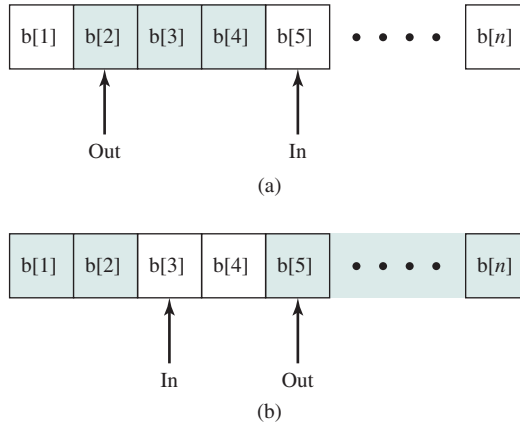 b[1] b[2] b[3] b[4] b[5] • • • • b[n]
Out In
(a)
b[1] b[2] b[3] b[4] b[5] • • • • b[n]
In Out
(b)